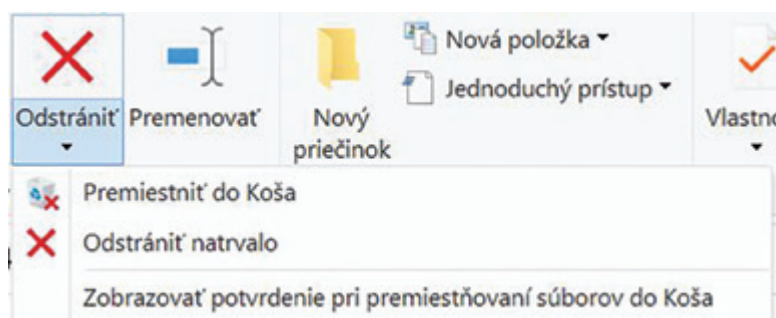 Odstrániť
Premenovať
Nový
priečinok
Nová položka
Jednoduchý prístup
Premiestniť do Koša
Odstrániť natrvalo
Zobrazovať potvrdenie pri premiestňovaní súborov do Koša